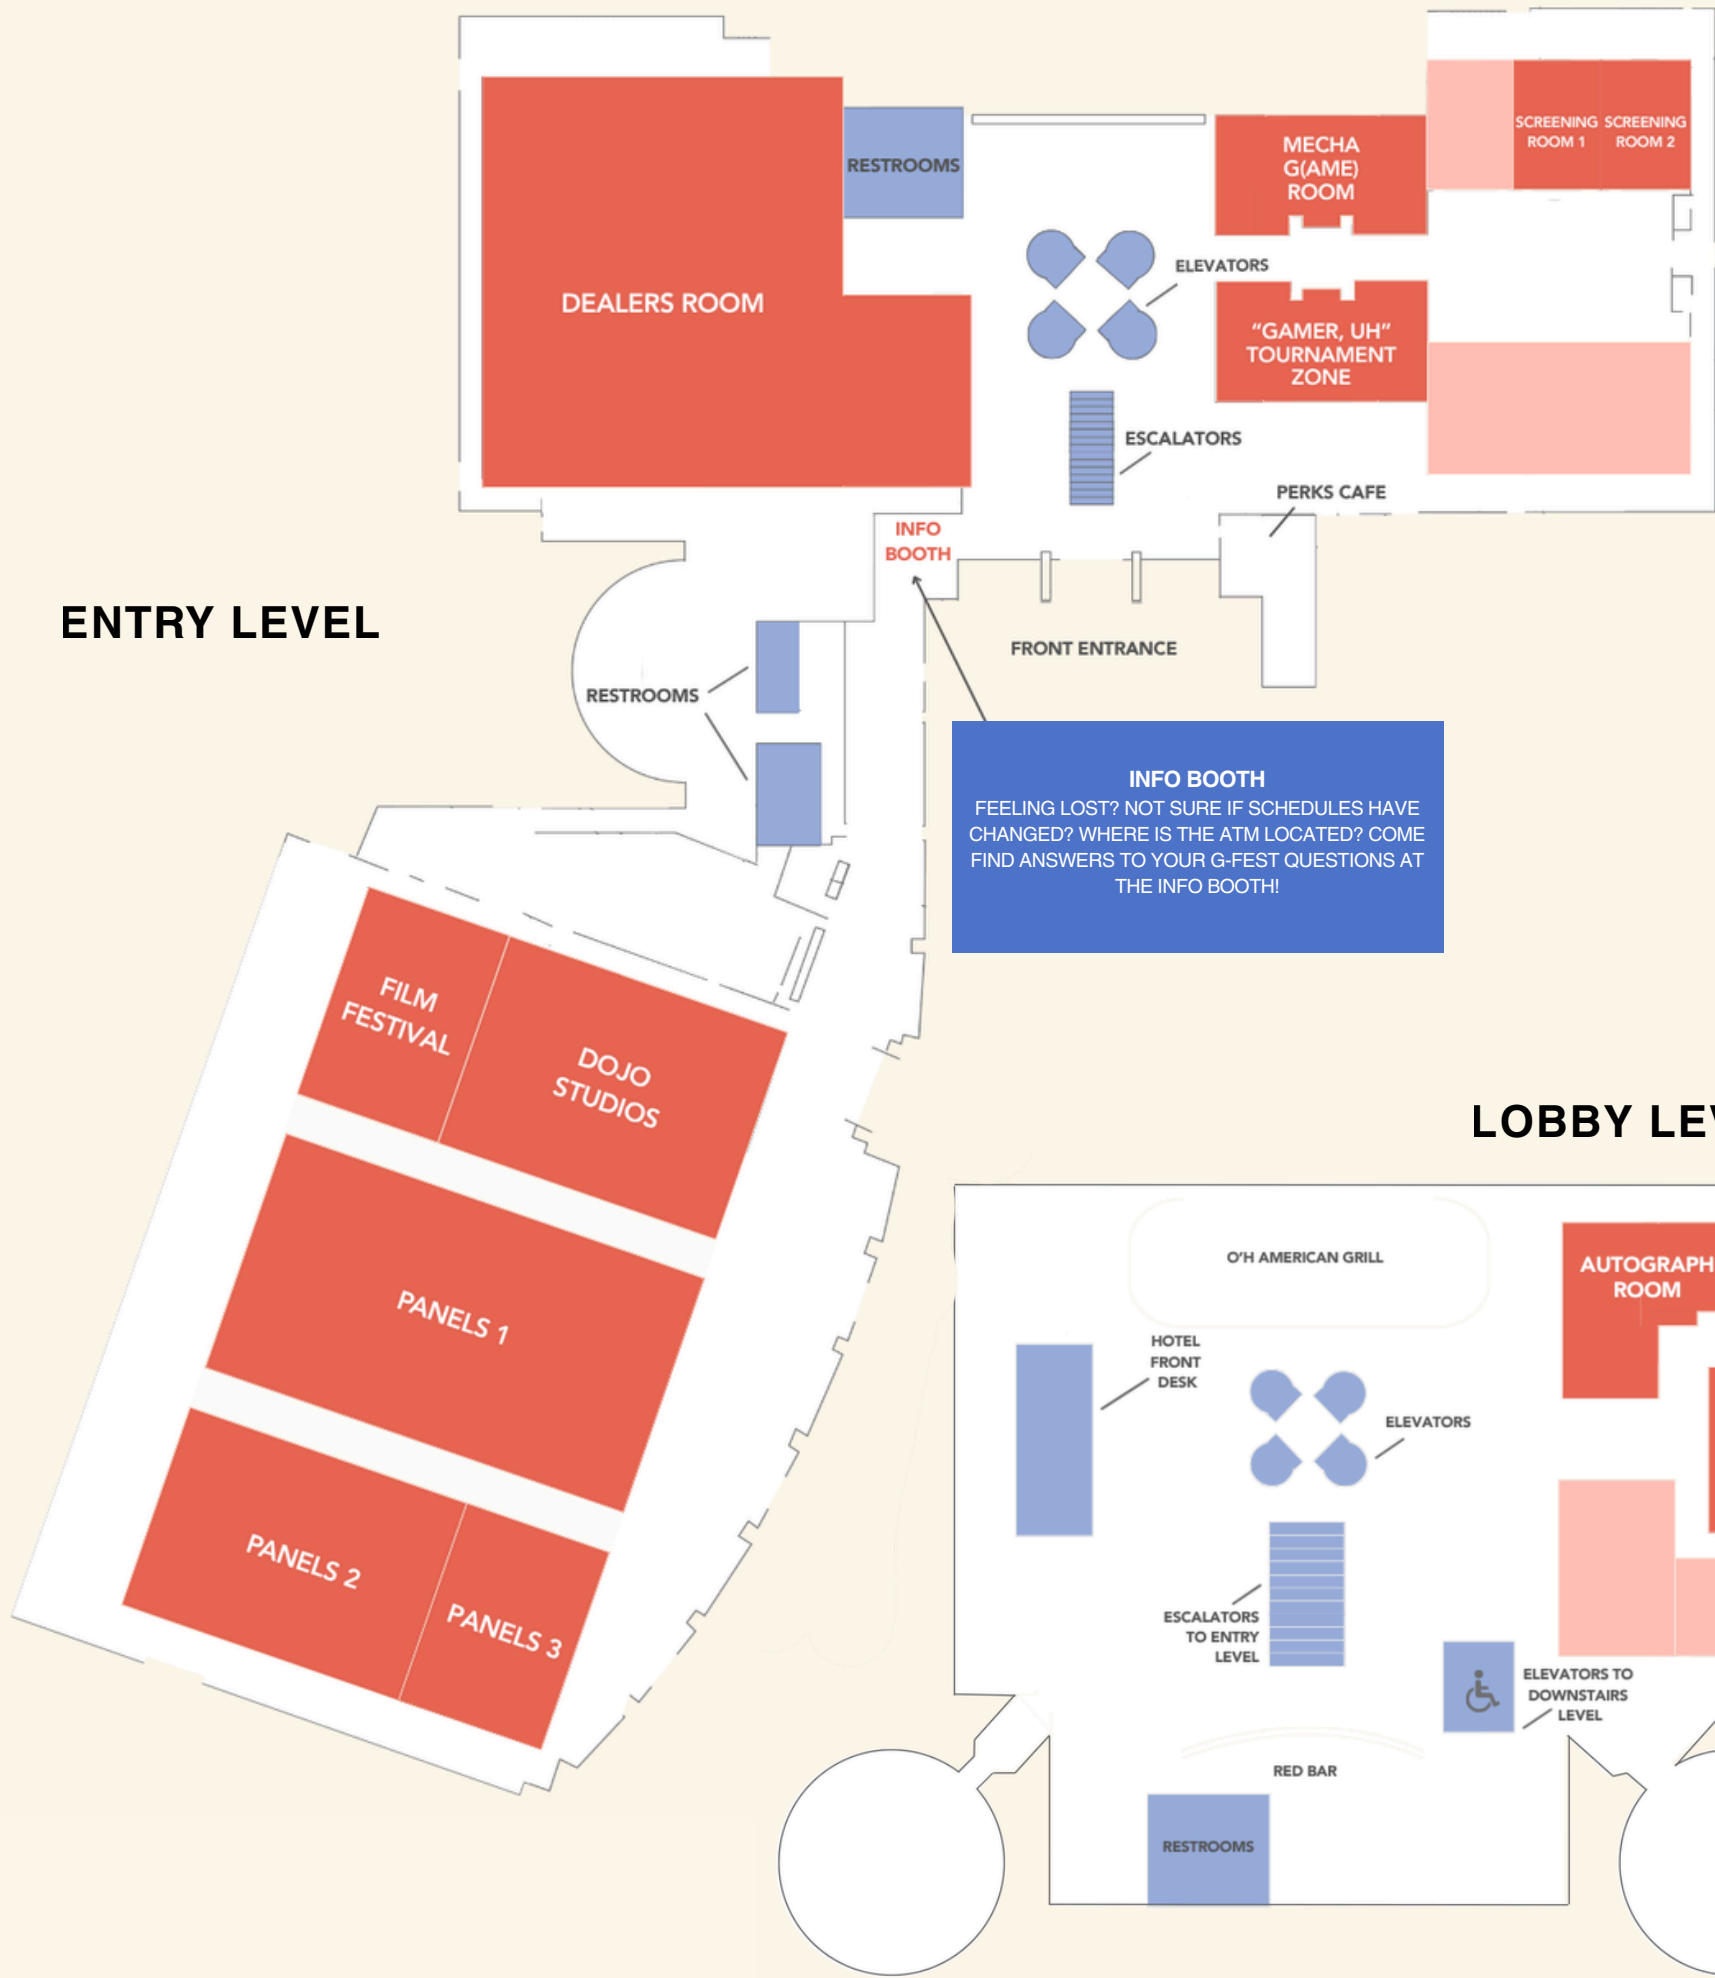 DEALERS ROOM
RESTROOMS
MECHA
G(AME)
ROOM
SCREENING
ROOM 1
SCREENING
ROOM 2
ELEVATORS
"GAMER, UH"
TOURNAMENT
ZONE
ESCALATORS
PERKS CAFE
INFO
BOOTH
ENTRY LEVEL
FRONT ENTRANCE
RESTROOMS
INFO BOOTH
FEELING LOST? NOT SURE IF SCHEDULES HAVE
CHANGED? WHERE IS THE ATM LOCATED? COME
FIND ANSWERS TO YOUR G-FEST QUESTIONS AT
THE INFO BOOTH!
FILM
FESTIVAL
DOJO
STUDIOS
PANELS 1
PANELS 2
PANELS 3
LOBBY
O'H AMERICAN GRILL
AUTOGRAPH
ROOM
HOTEL
FRONT
DESK
ELEVATORS
ESCALATORS
TO ENTRY
LEVEL
ELEVATORS TO
DOWNSTAIRS
LEVEL
RED BAR
RESTROOMS